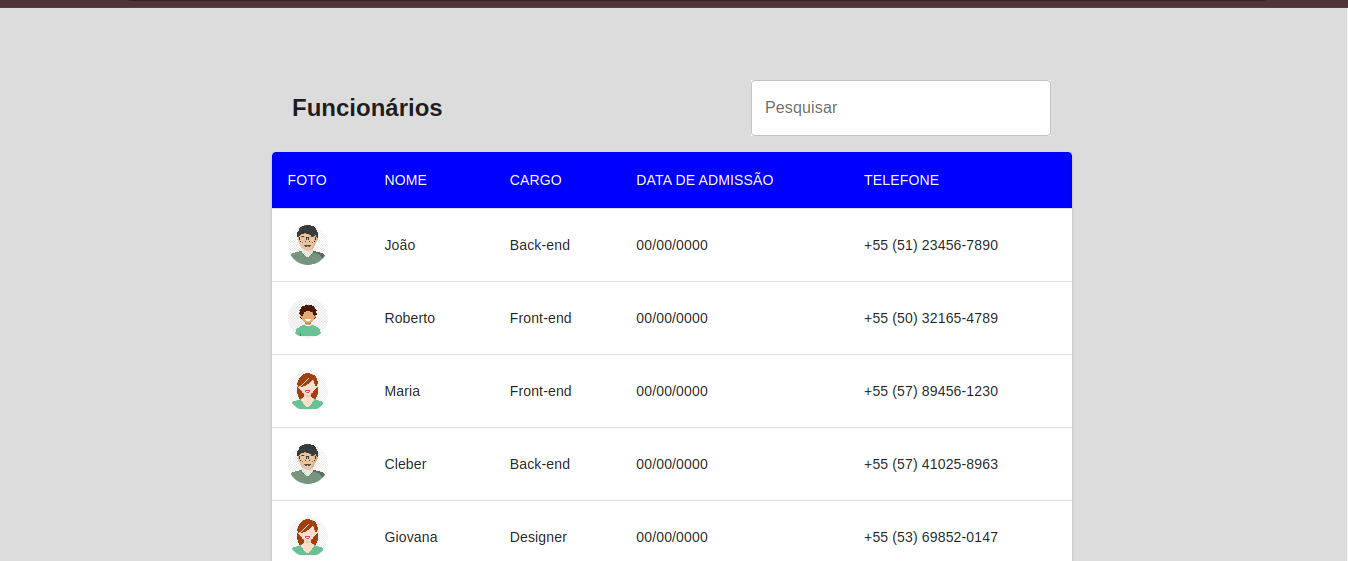 Funcionários Pesquisar
FOTO NOME CARGO DATA DE ADMISSÃO TELEFONE
João Back-end 00/00/0000 +55 (51) 23456-7890
Roberto Front-end 00/00/0000 +55 (50) 32165-4789
Maria Front-end 00/00/0000 +55 (57) 89456-1230
Cleber Back-end 00/00/0000 +55 (57) 41025-8963
Giovana Designer 00/00/0000 +55 (53) 69852-0147